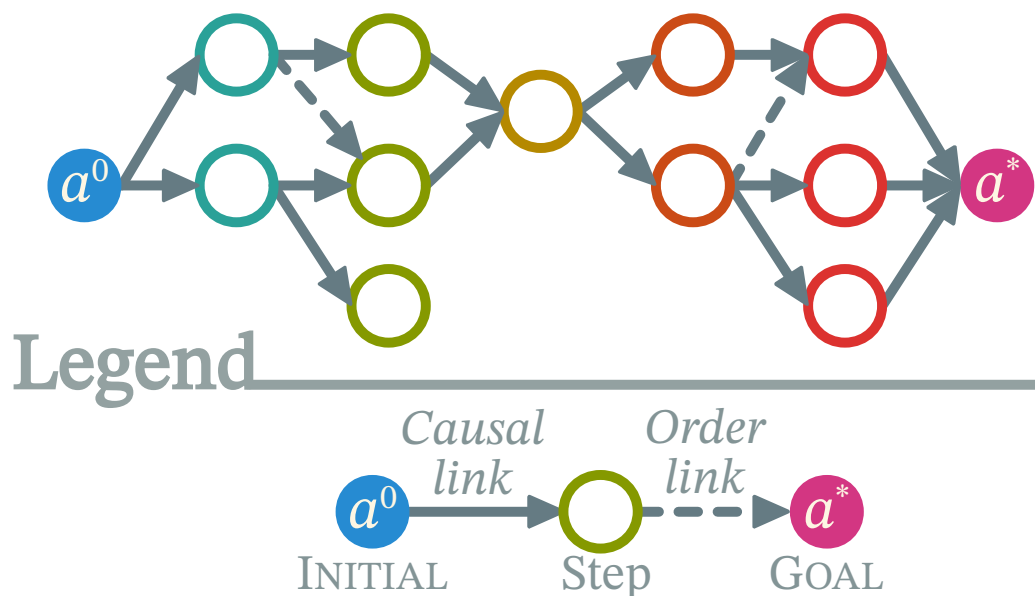 a⁰ a*
Legend
Causal Order
link link
a⁰ a*
INITIAL Step GOAL